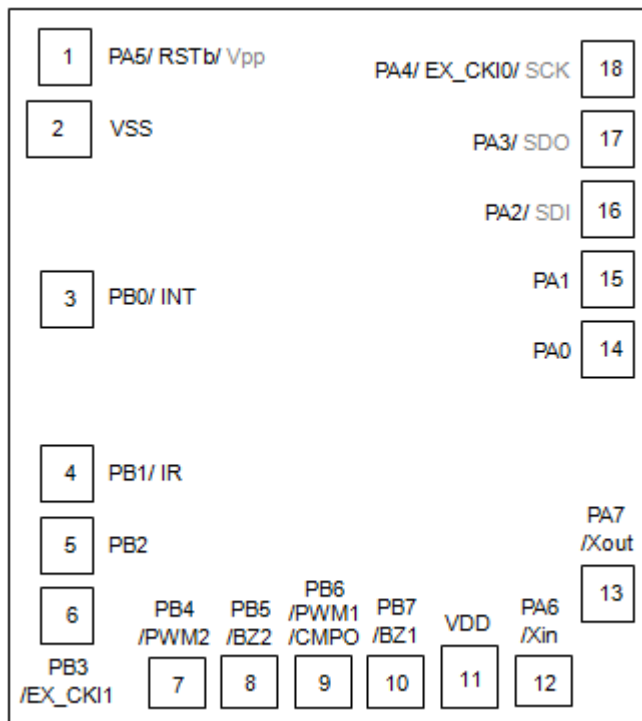 1 PA5/ RSTb/ Vpp
PA4/ EX_CKI0/ SCK 18
2 VSS
PA3/ SDO 17
PA2/ SDI 16
3 PB0/ INT
PA1 15
PA0 14
4 PB1/ IR
5 PB2
6
PB3
/EX_CKI1
PB4
/PWM2
7
PB5
/BZ2
8
PB6
/PWM1
/CMPO
9
PB7
/BZ1
10
VDD
11
PA6
/Xin
12
PA7
/Xout
13